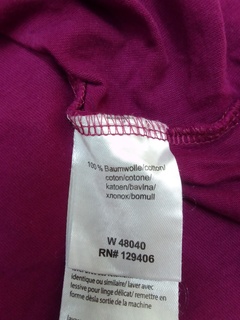 100 % Baumwolle/cotton/
coton/cotone/
katoen/bavlna/
хлопок/bomull
W 48040
RN# 129406
identique ou similaire/ laver avec
lessive pour linge délicat/ remettre en
forme dès la sortie de la machine